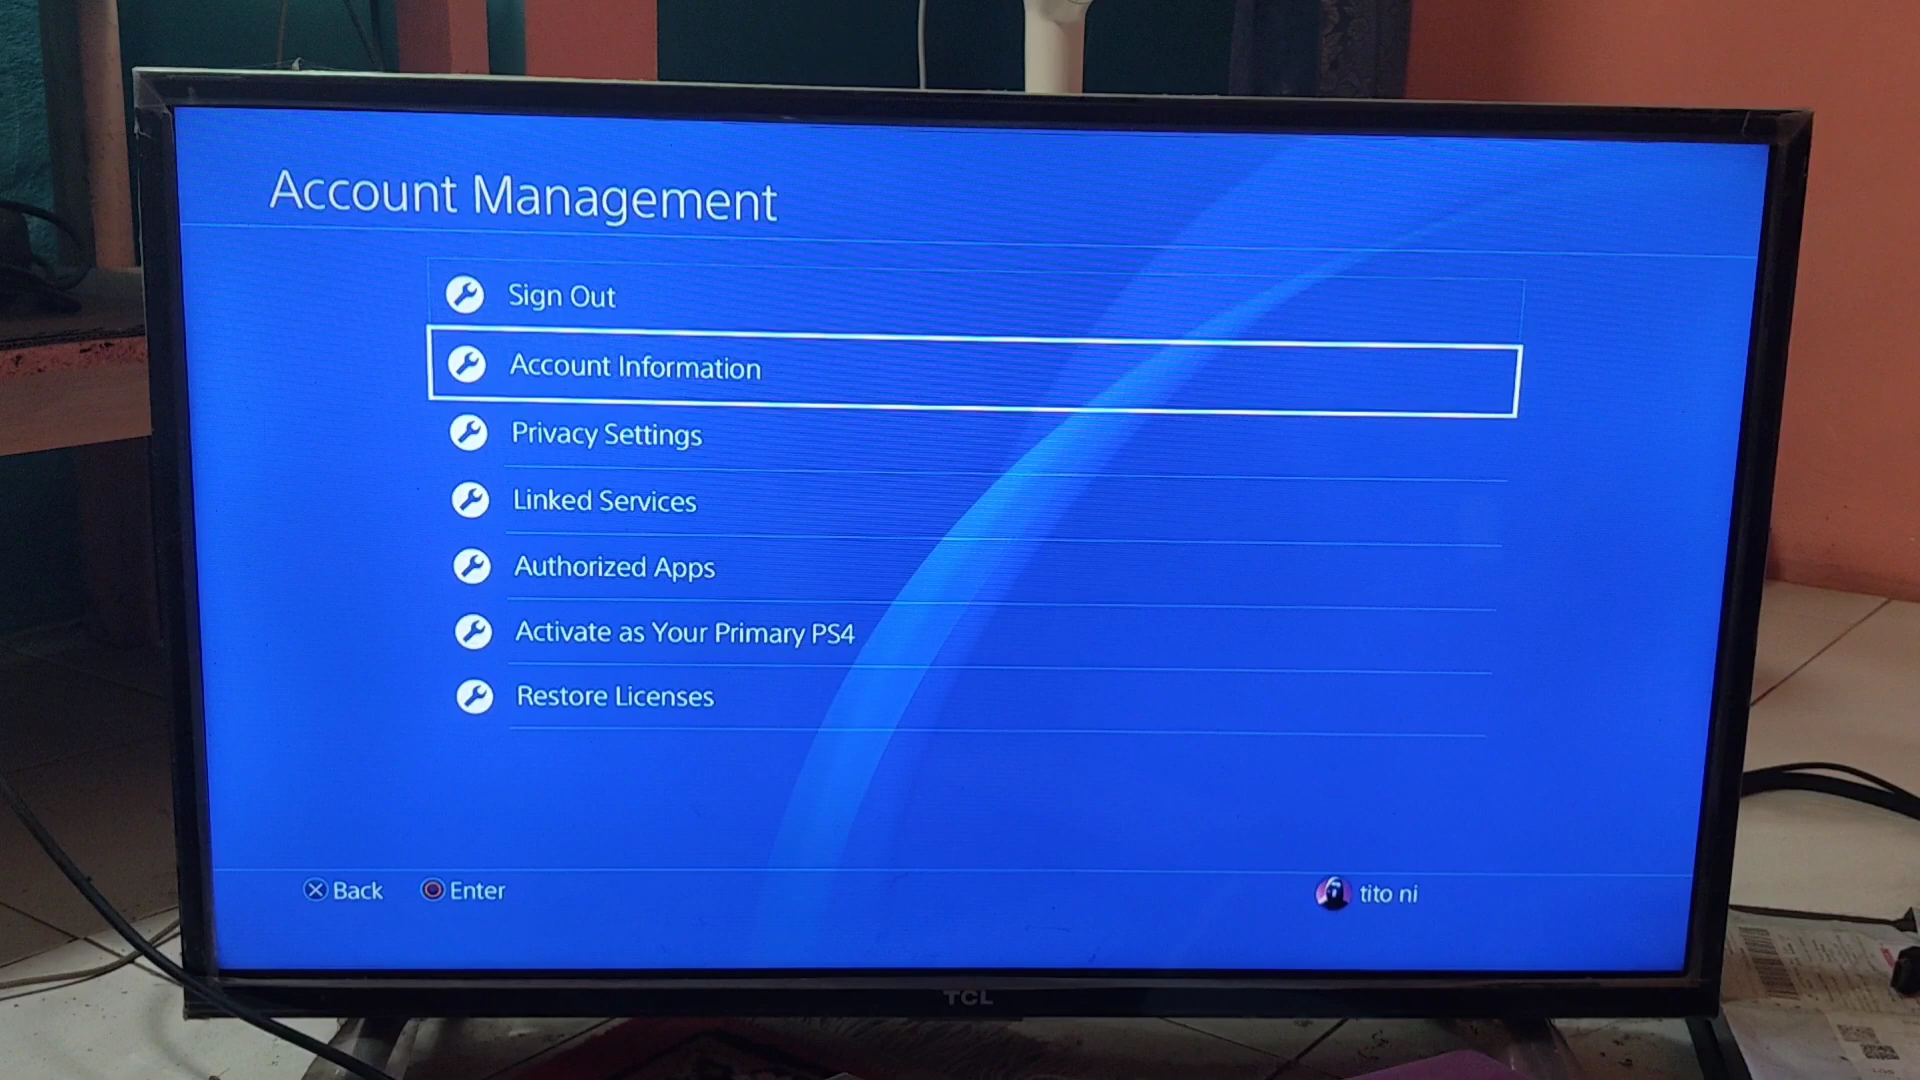 Account Management
Sign Out
Account Information
Privacy Settings
Linked Services
Authorized Apps
Activate as Your Primary PS4
Restore Licenses
Back
Enter
tito ni
TCL